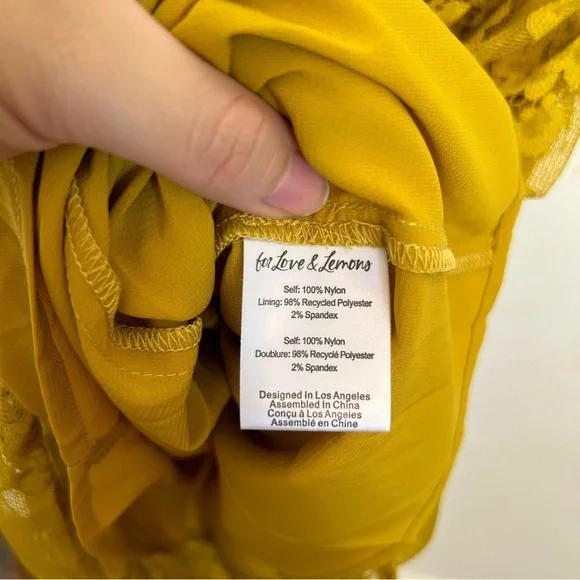 for Love & Lemons
Self: 100% Nylon
Lining: 98% Recycled Polyester
2% Spandex
Self: 100% Nylon
Doublure: 98% Recyclé Polyester
2% Spandex
Designed In Los Angeles
Assembled In China
Conçu à Los Angeles
Assemblé en Chine